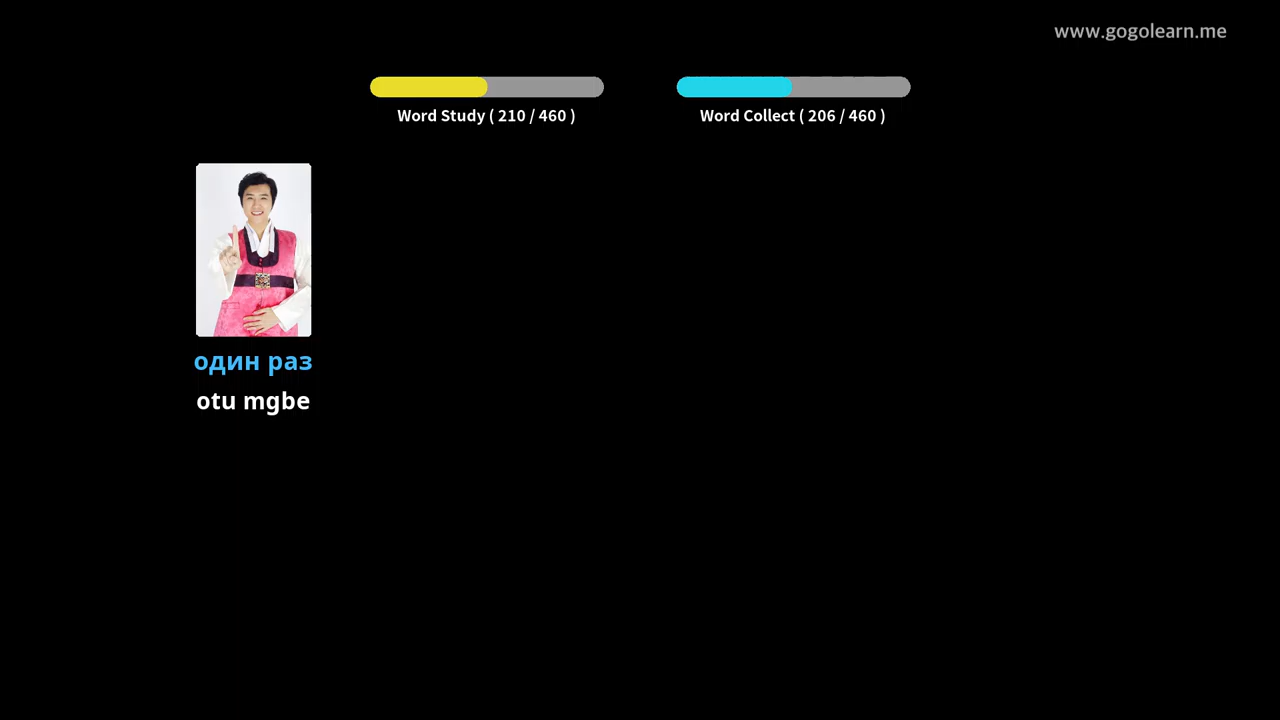 www.gogolearn.me
Word Study ( 210 / 460 )
Word Collect ( 206 / 460 )
один раз
otu mgbe